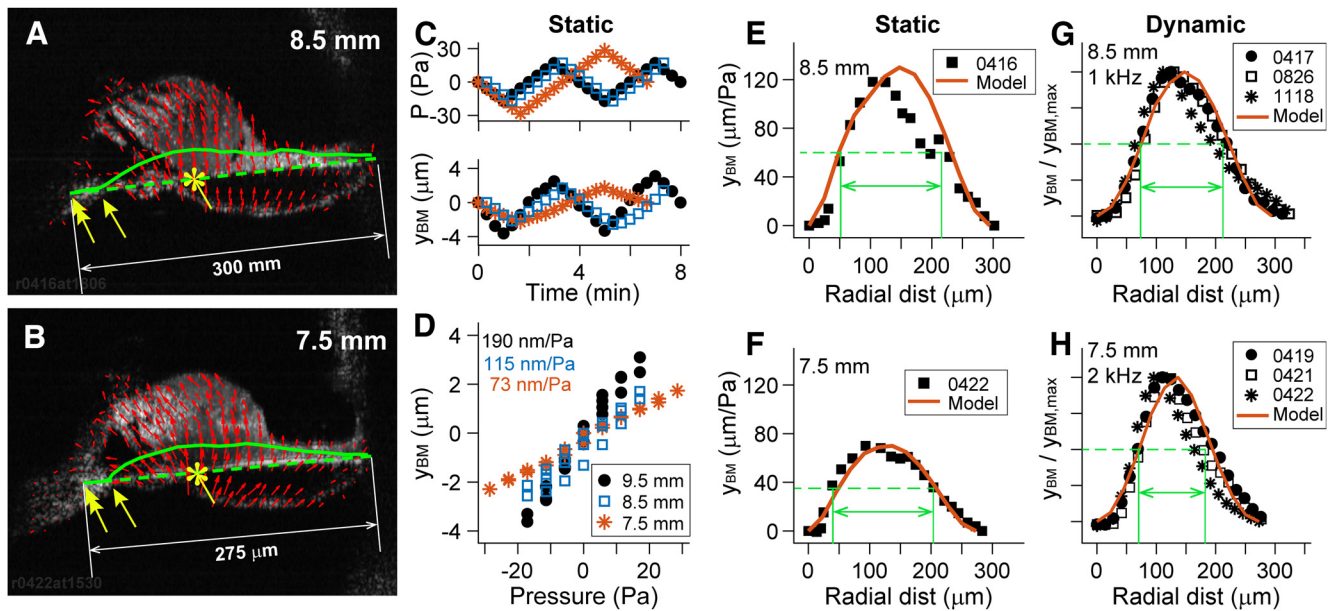 A
8.5 mm
300 mm
r0416at1306
B
7.5 mm
275 μm
r0422at1530
Static
C
P (Pa)
30
0
-30
yBM (μm)
4
0
-4
0 4 8
Time (min)
D
190 nm/Pa
115 nm/Pa
73 nm/Pa
yBM (μm)
4
2
0
-2
-4
9.5 mm
8.5 mm
7.5 mm
-20 0 20
Pressure (Pa)
Static
E
8.5 mm
0416
Model
yBM (μm/Pa)
120
80
40
0
0 100 200 300
Radial dist (μm)
F
7.5 mm
0422
Model
yBM (μm/Pa)
120
80
40
0
0 100 200 300
Radial dist (μm)
Dynamic
G
8.5 mm
1 kHz
0417
0826
1118
Model
yBM / yBM,max
0 100 200 300
Radial dist (μm)
H
7.5 mm
2 kHz
0419
0421
0422
Model
yBM / yBM,max
0 100 200 300
Radial dist (μm)